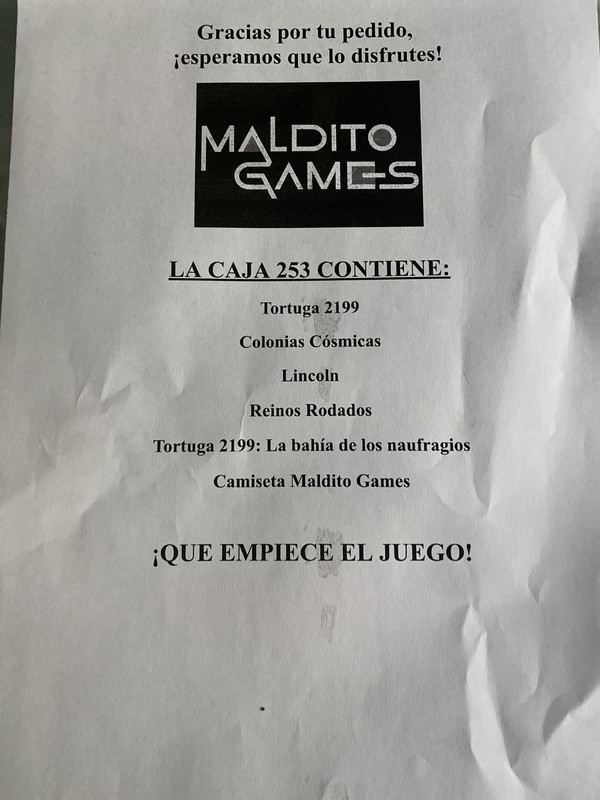 Gracias por tu pedido,
¡esperamos que lo disfrutes!
MALDITO
GAMES
LA CAJA 253 CONTIENE:
Tortuga 2199
Colonias Cósmicas
Lincoln
Reinos Rodados
Tortuga 2199: La bahía de los naufragios
Camiseta Maldito Games
¡QUE EMPIECE EL JUEGO!